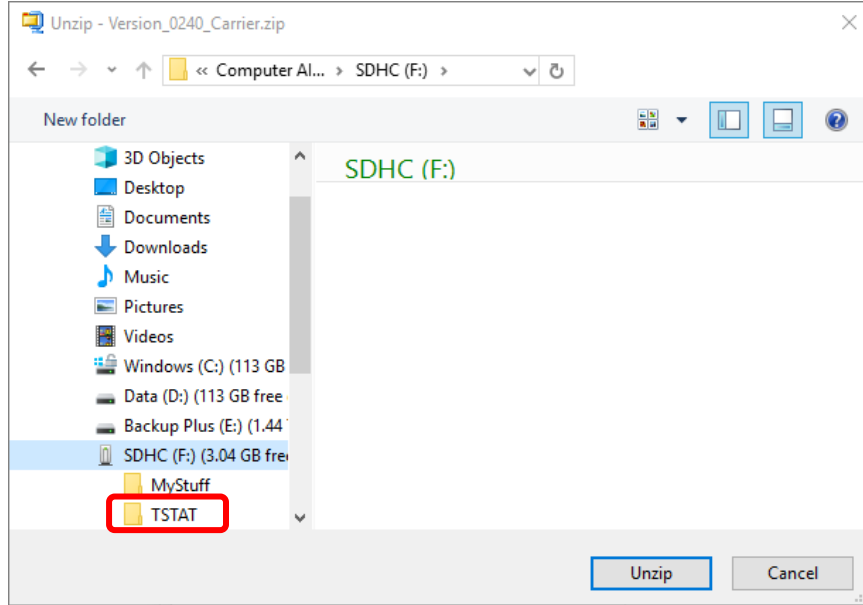 Unzip - Version_0240_Carrier.zip
« Computer Al... › SDHC (F:) ›
New folder
3D Objects
Desktop
Documents
Downloads
Music
Pictures
Videos
Windows (C:) (113 GB
Data (D:) (113 GB free
Backup Plus (E:) (1.44
SDHC (F:) (3.04 GB free
MyStuff
TSTAT
SDHC (F:)
Unzip
Cancel